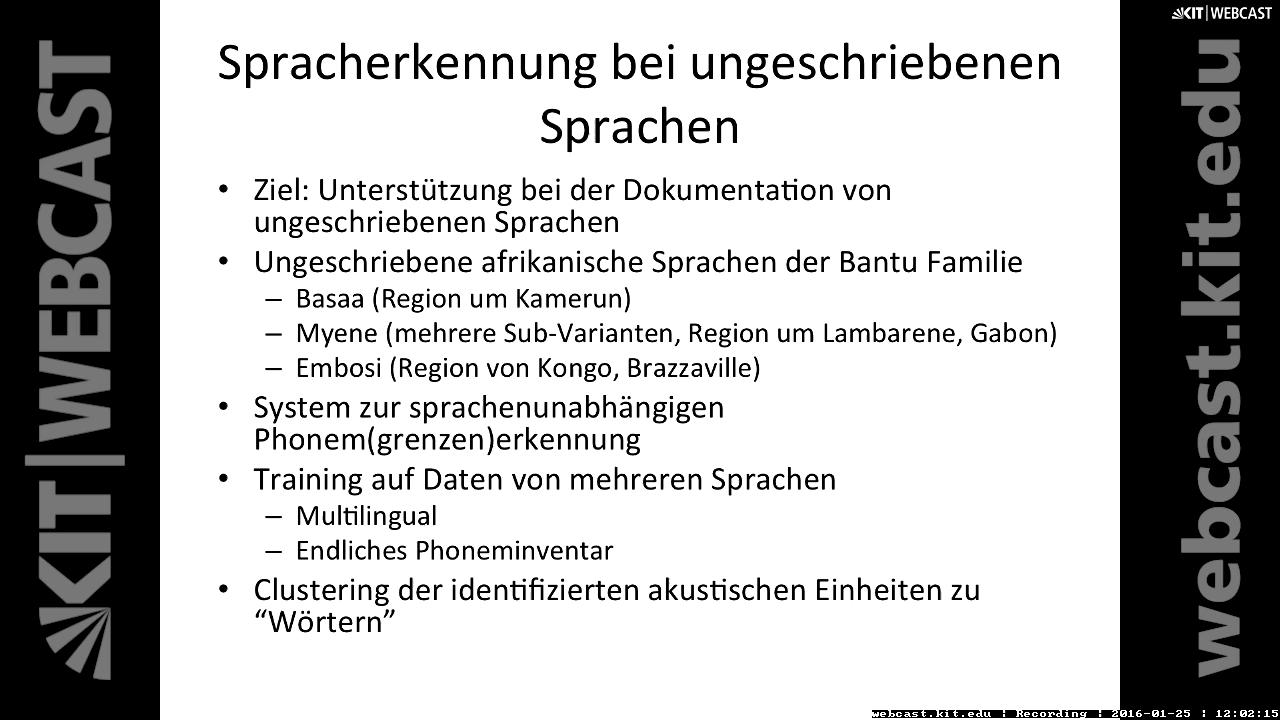 KIT|WEBCAST
KIT|WEBCAST
Spracherkennung bei ungeschriebenen
Sprachen
• Ziel: Unterstützung bei der Dokumentation von
ungeschriebenen Sprachen
• Ungeschriebene afrikanische Sprachen der Bantu Familie
– Basaa (Region um Kamerun)
– Myene (mehrere Sub-Varianten, Region um Lambarene, Gabon)
– Embosi (Region von Kongo, Brazzaville)
• System zur sprachenunabhängigen
Phonem(grenzen)erkennung
• Training auf Daten von mehreren Sprachen
– Multilingual
– Endliches Phoneminventar
• Clustering der identifizierten akustischen Einheiten zu
“Wörtern”
webcast.kit.edu
webcast.kit.edu | Recording | 2016-01-25 | 12:02:15